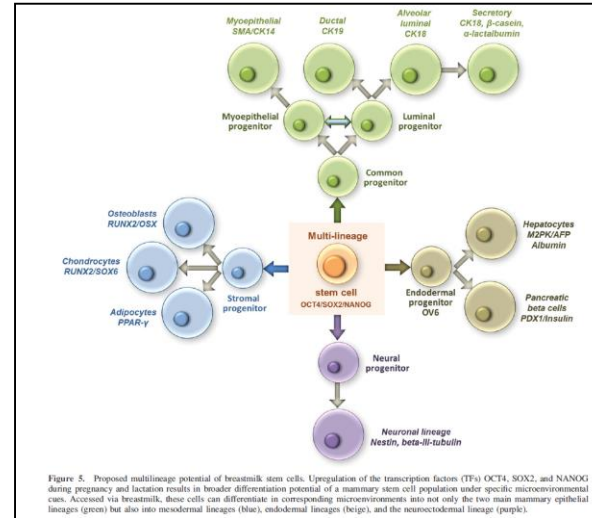 Myoepithelial
SMA/CK14
Ductal
CK19
Alveolar
luminal
CK18
Secretory
CK18, β-casein,
α-lactalbumin
Myoepithelial
progenitor
Luminal
progenitor
Common
progenitor
Osteoblasts
RUNX2/OSX
Chondrocytes
RUNX2/SOX6
Adipocytes
PPAR-γ
Stromal
progenitor
Multi-lineage
stem cell
OCT4/SOX2/NANOG
Endodermal
progenitor
OV6
Hepatocytes
M2PK/AFP
Albumin
Pancreatic
beta cells
PDX1/Insulin
Neural
progenitor
Neuronal lineage
Nestin, beta-III-tubulin
Figure 5. Proposed multilineage potential of breastmilk stem cells. Upregulation of the transcription factors (TFs) OCT4, SOX2, and NANOG
during pregnancy and lactation results in broader differentiation potential of a mammary stem cell population under specific microenvironmental
cues. Accessed via breastmilk, these cells can differentiate in corresponding microenvironments into not only the two main mammary epithelial
lineages (green) but also into mesodermal lineages (blue), endodermal lineages (beige), and the neuroectodermal lineage (purple).